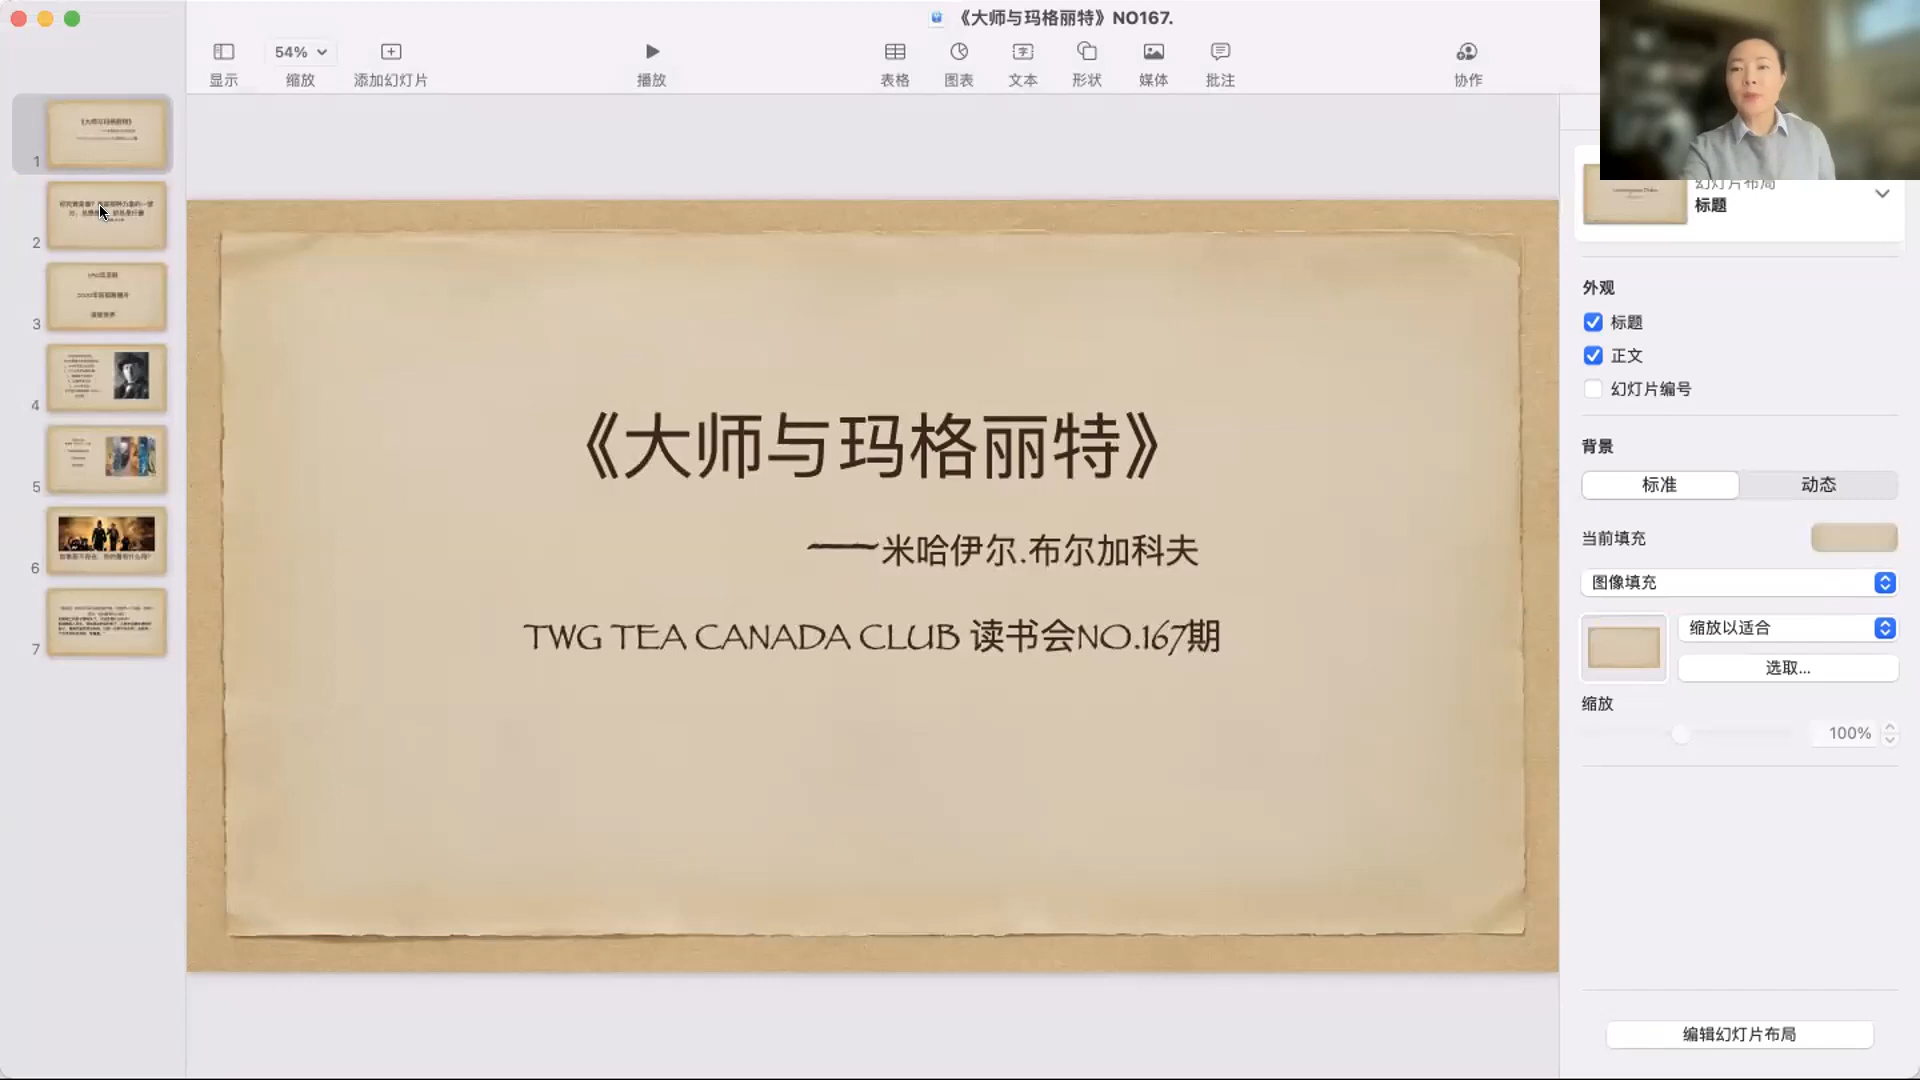 《大师与玛格丽特》NO167.
54%
显示
缩放
添加幻灯片
播放
表格
图表
文本
形状
媒体
批注
协作
1
2
3
4
5
6
7
《大师与玛格丽特》
——米哈伊尔.布尔加科夫
TWG TEA CANADA CLUB 读书会NO.167期
幻灯片布局
标题
外观
标题
正文
幻灯片编号
背景
标准
动态
当前填充
图像填充
缩放以适合
选取...
缩放
100%
编辑幻灯片布局